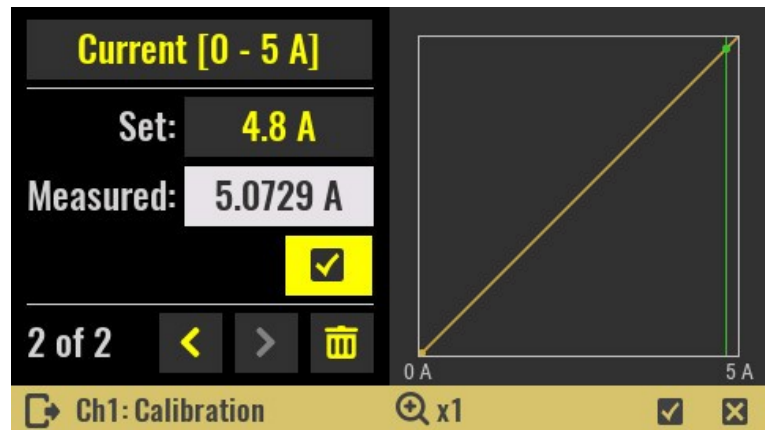 Current [0 - 5 A]
Set: 4.8 A
Measured: 5.0729 A
2 of 2
0 A 5 A
Ch1: Calibration x1